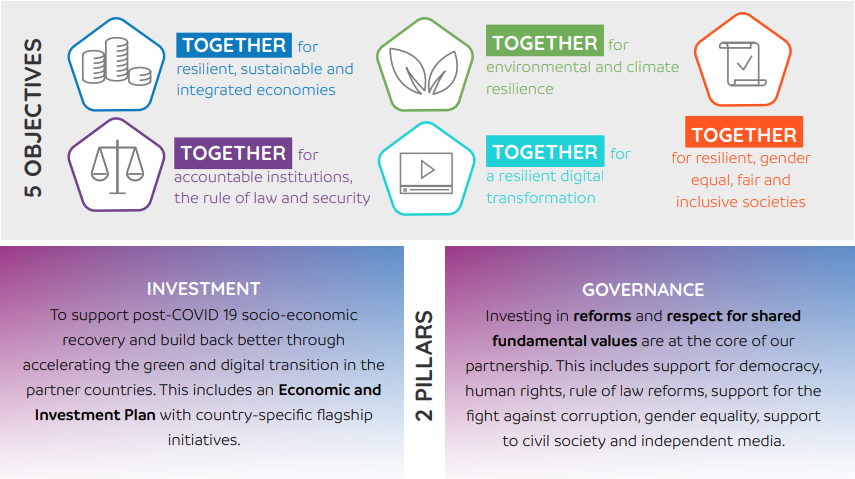 5 OBJECTIVES
TOGETHER for
resilient, sustainable and
integrated economies
TOGETHER for
environmental and climate
resilience
TOGETHER
for resilient, gender
equal, fair and
inclusive societies
TOGETHER for
accountable institutions,
the rule of law and security
TOGETHER for
a resilient digital
transformation
INVESTMENT
To support post-COVID 19 socio-economic
recovery and build back better through
accelerating the green and digital transition in the
partner countries. This includes an Economic and
Investment Plan with country-specific flagship
initiatives.
2 PILLARS
GOVERNANCE
Investing in reforms and respect for shared
fundamental values are at the core of our
partnership. This includes support for democracy,
human rights, rule of law reforms, support for the
fight against corruption, gender equality, support
to civil society and independent media.